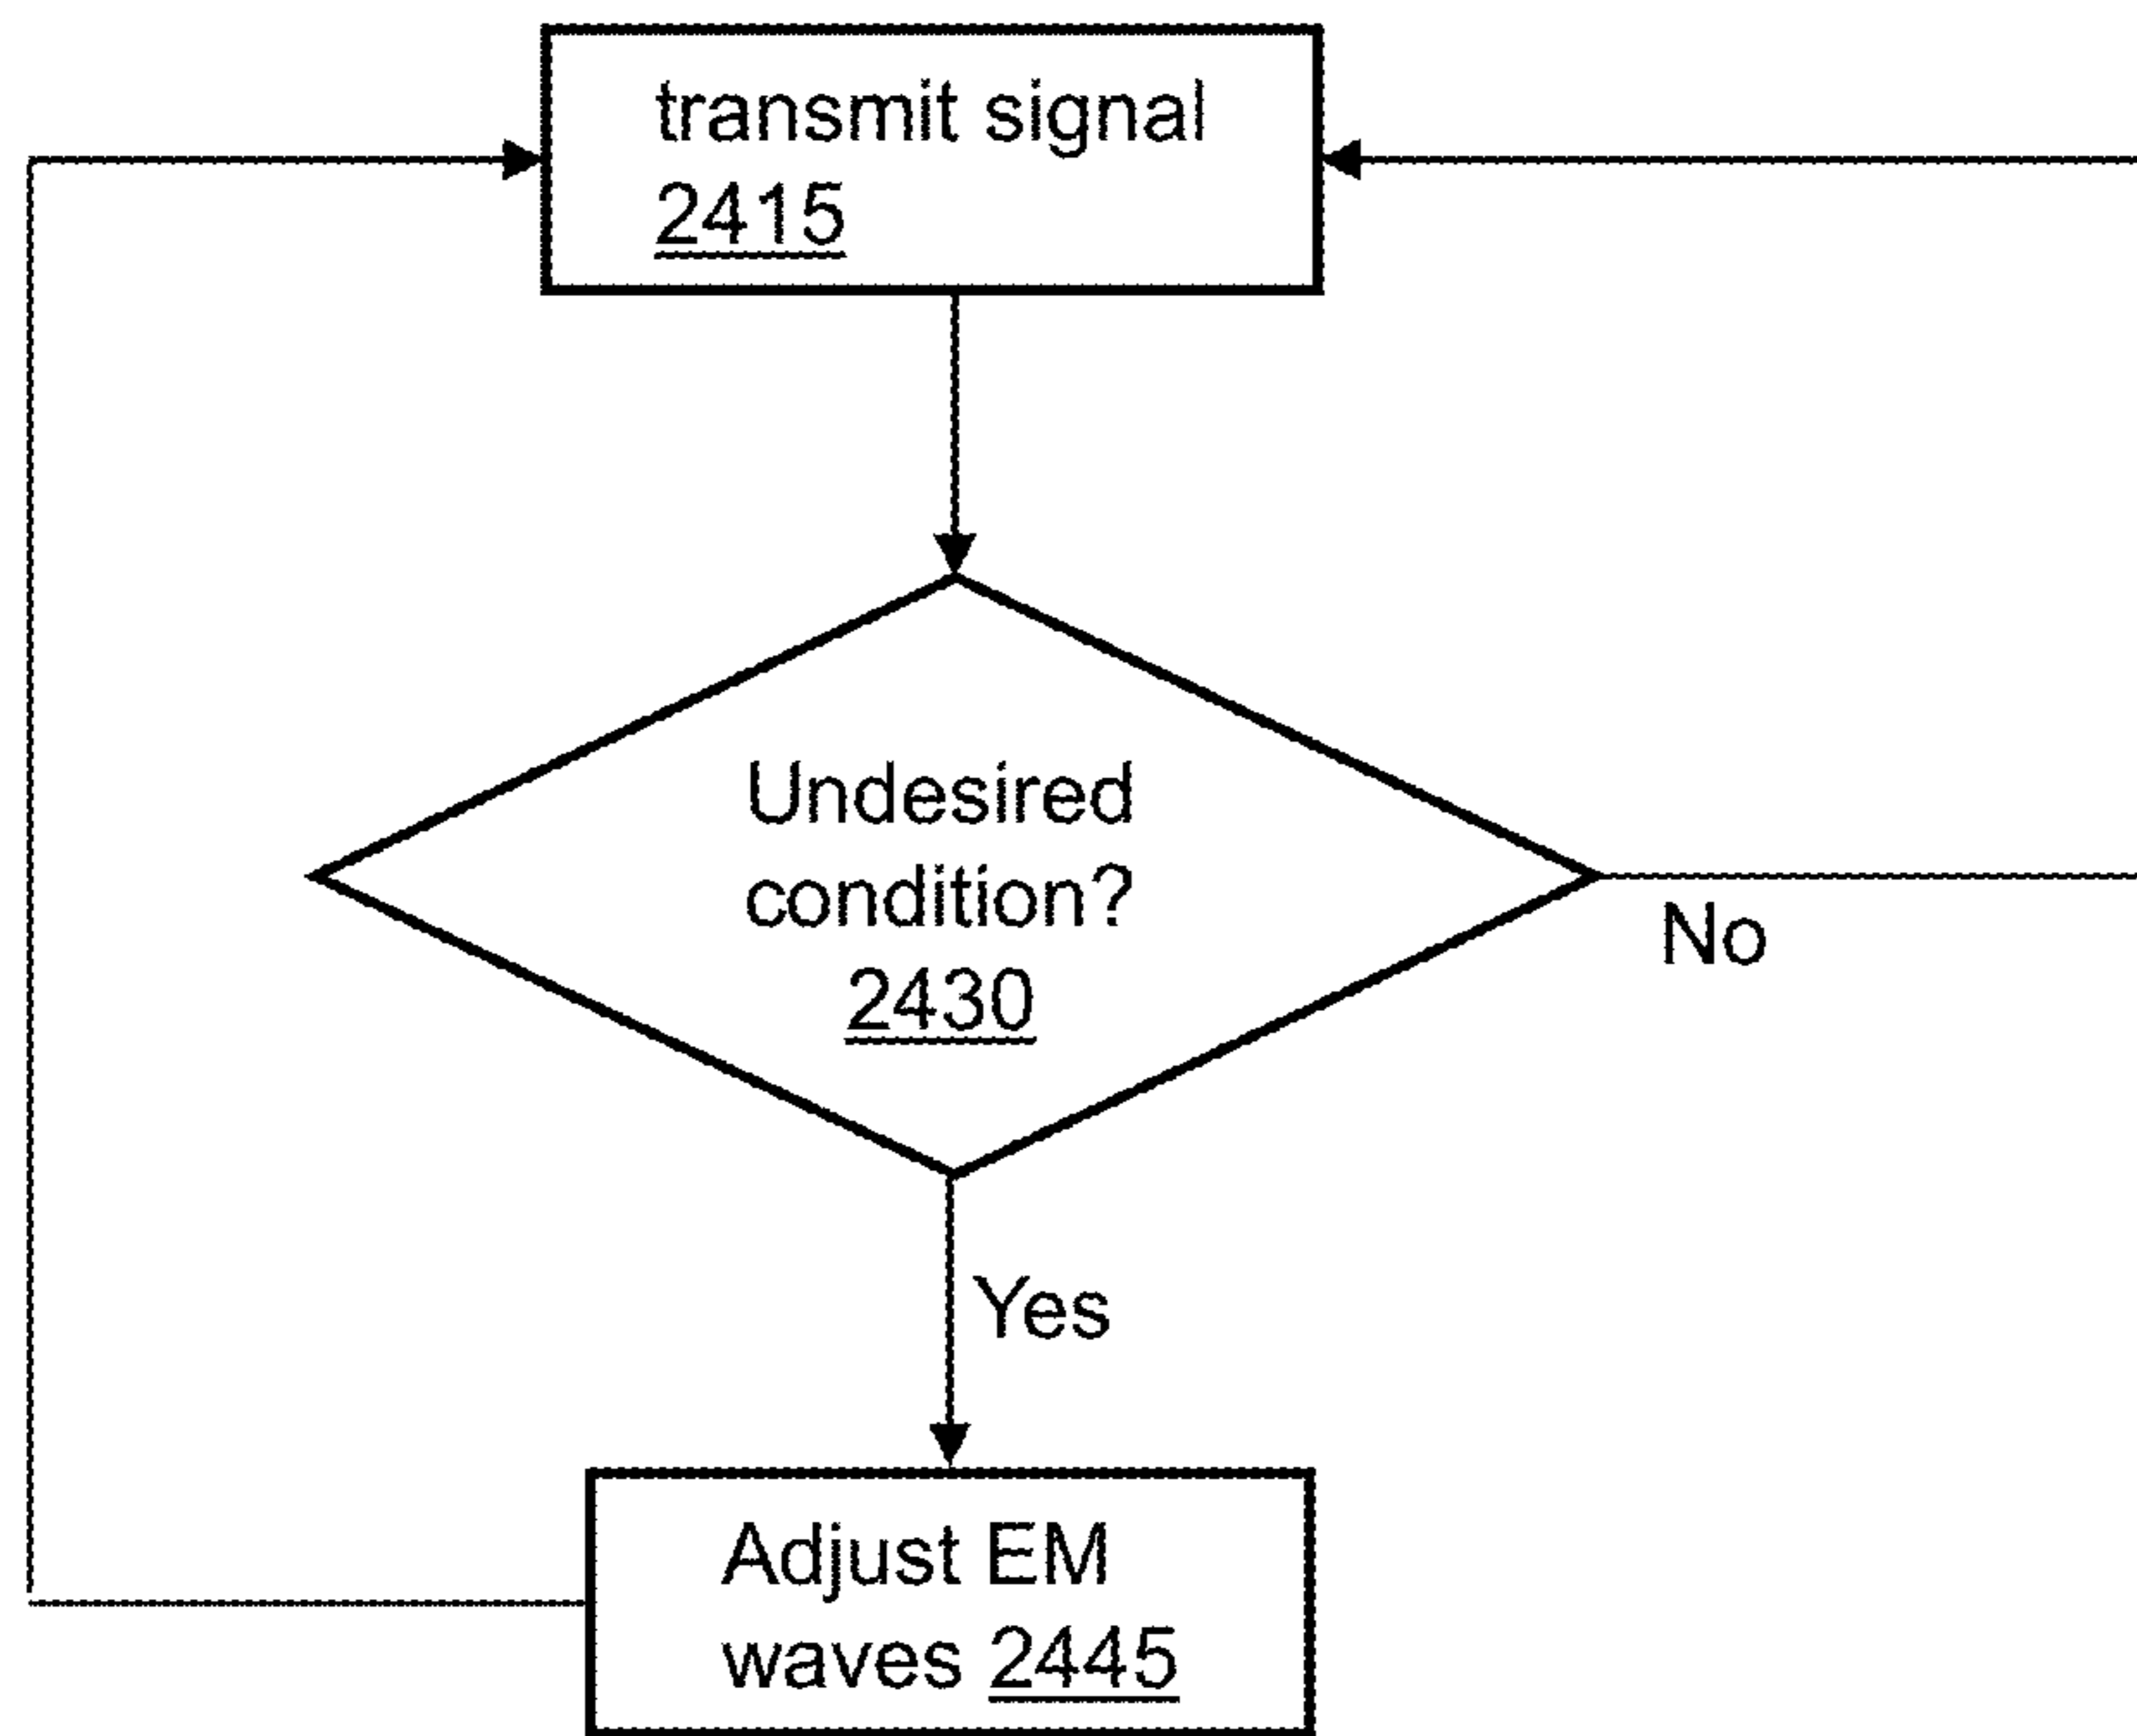 transmit signal
2415
Undesired
condition?
2430
No
Yes
Adjust EM
waves 2445